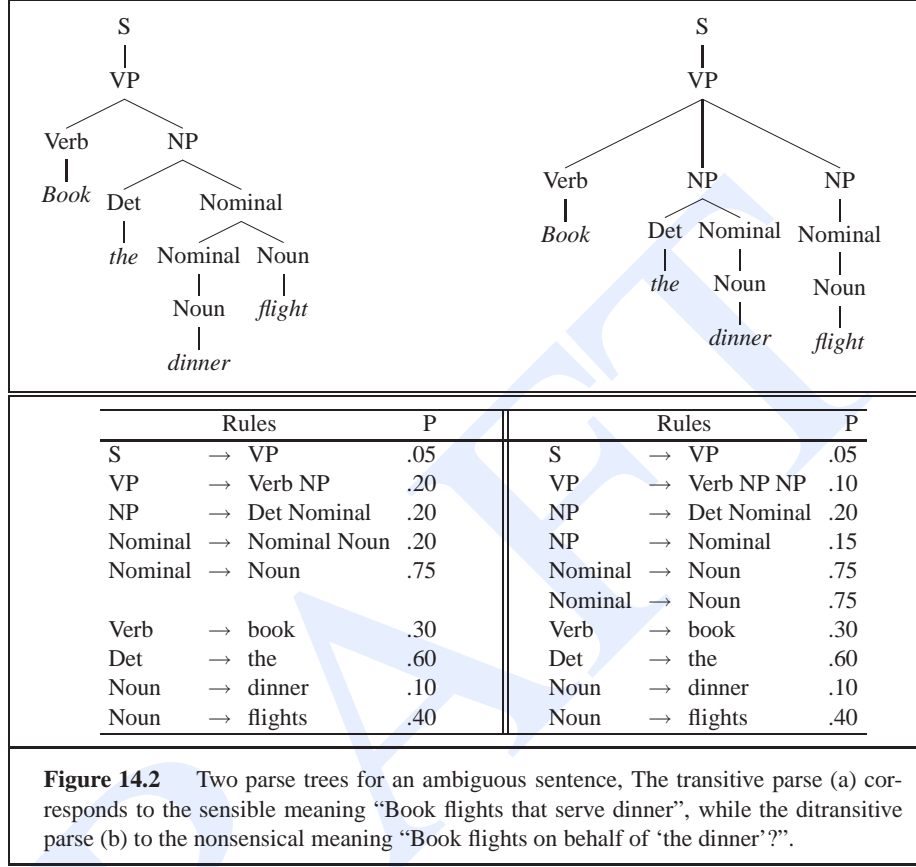 S
VP
Verb NP
Book Det Nominal
the Nominal Noun
Noun flight
dinner
S
VP
Verb NP NP
Book Det Nominal Nominal
the Noun Noun
dinner flight
Rules P
S → VP .05
VP → Verb NP .20
NP → Det Nominal .20
Nominal → Nominal Noun .20
Nominal → Noun .75
Verb → book .30
Det → the .60
Noun → dinner .10
Noun → flights .40
Rules P
S → VP .05
VP → Verb NP NP .10
NP → Det Nominal .20
NP → Nominal .15
Nominal → Noun .75
Nominal → Noun .75
Verb → book .30
Det → the .60
Noun → dinner .10
Noun → flights .40
Figure 14.2 Two parse trees for an ambiguous sentence, The transitive parse (a) cor-
responds to the sensible meaning “Book flights that serve dinner”, while the ditransitive
parse (b) to the nonsensical meaning “Book flights on behalf of ‘the dinner’?”.
DRAFT